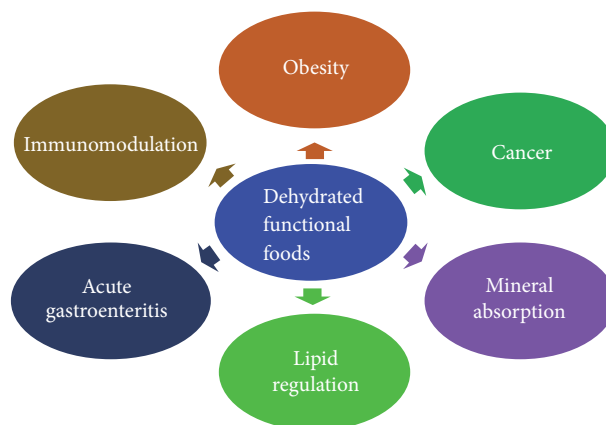 Obesity
Immunomodulation
Cancer
Dehydrated
functional
foods
Acute
gastroenteritis
Mineral
absorption
Lipid
regulation